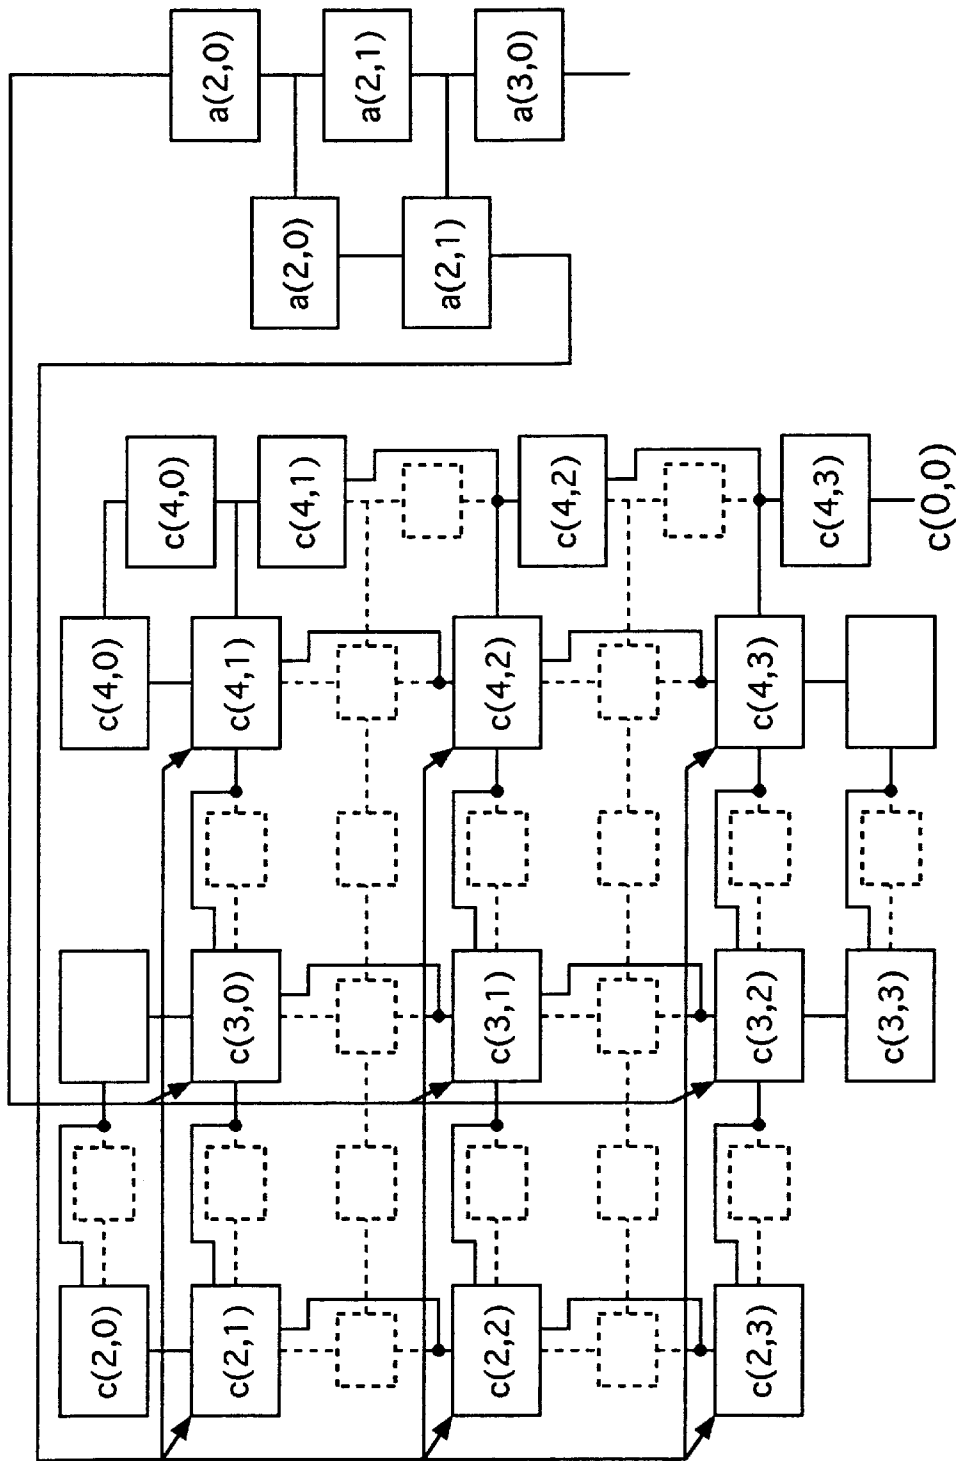 c(2,0)
c(4,0)
c(4,0)
a(2,0)
c(2,1)
c(3,0)
c(4,1)
a(2,0)
c(4,1)
a(2,1)
a(2,1)
c(2,2)
c(3,1)
c(4,2)
a(3,0)
c(4,2)
c(2,3)
c(3,2)
c(4,3)
c(4,3)
c(3,3)
c(0,0)